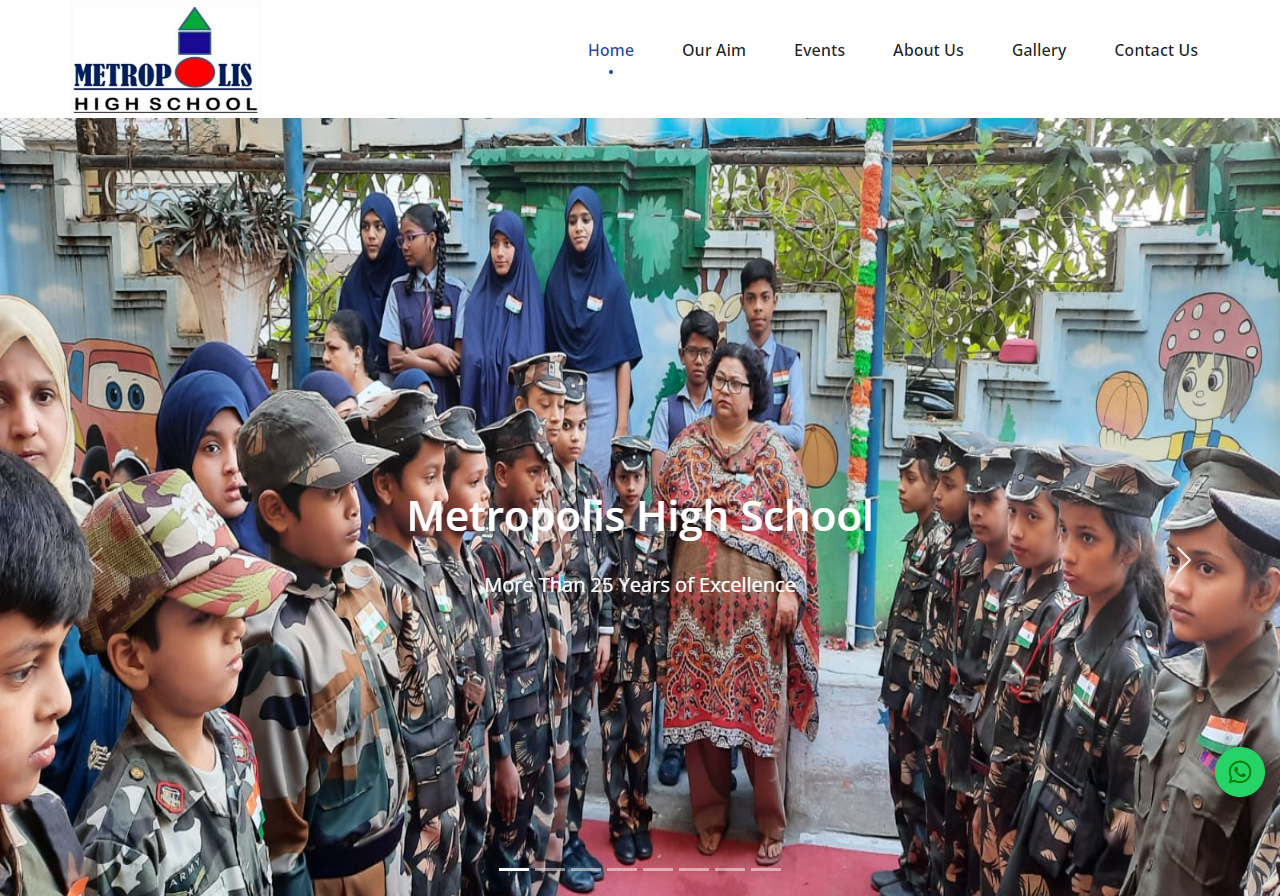 METROPOLIS
HIGH SCHOOL
Home
Our Aim
Events
About Us
Gallery
Contact Us
Metropolis High School
More Than 25 Years of Excellence
ARMY